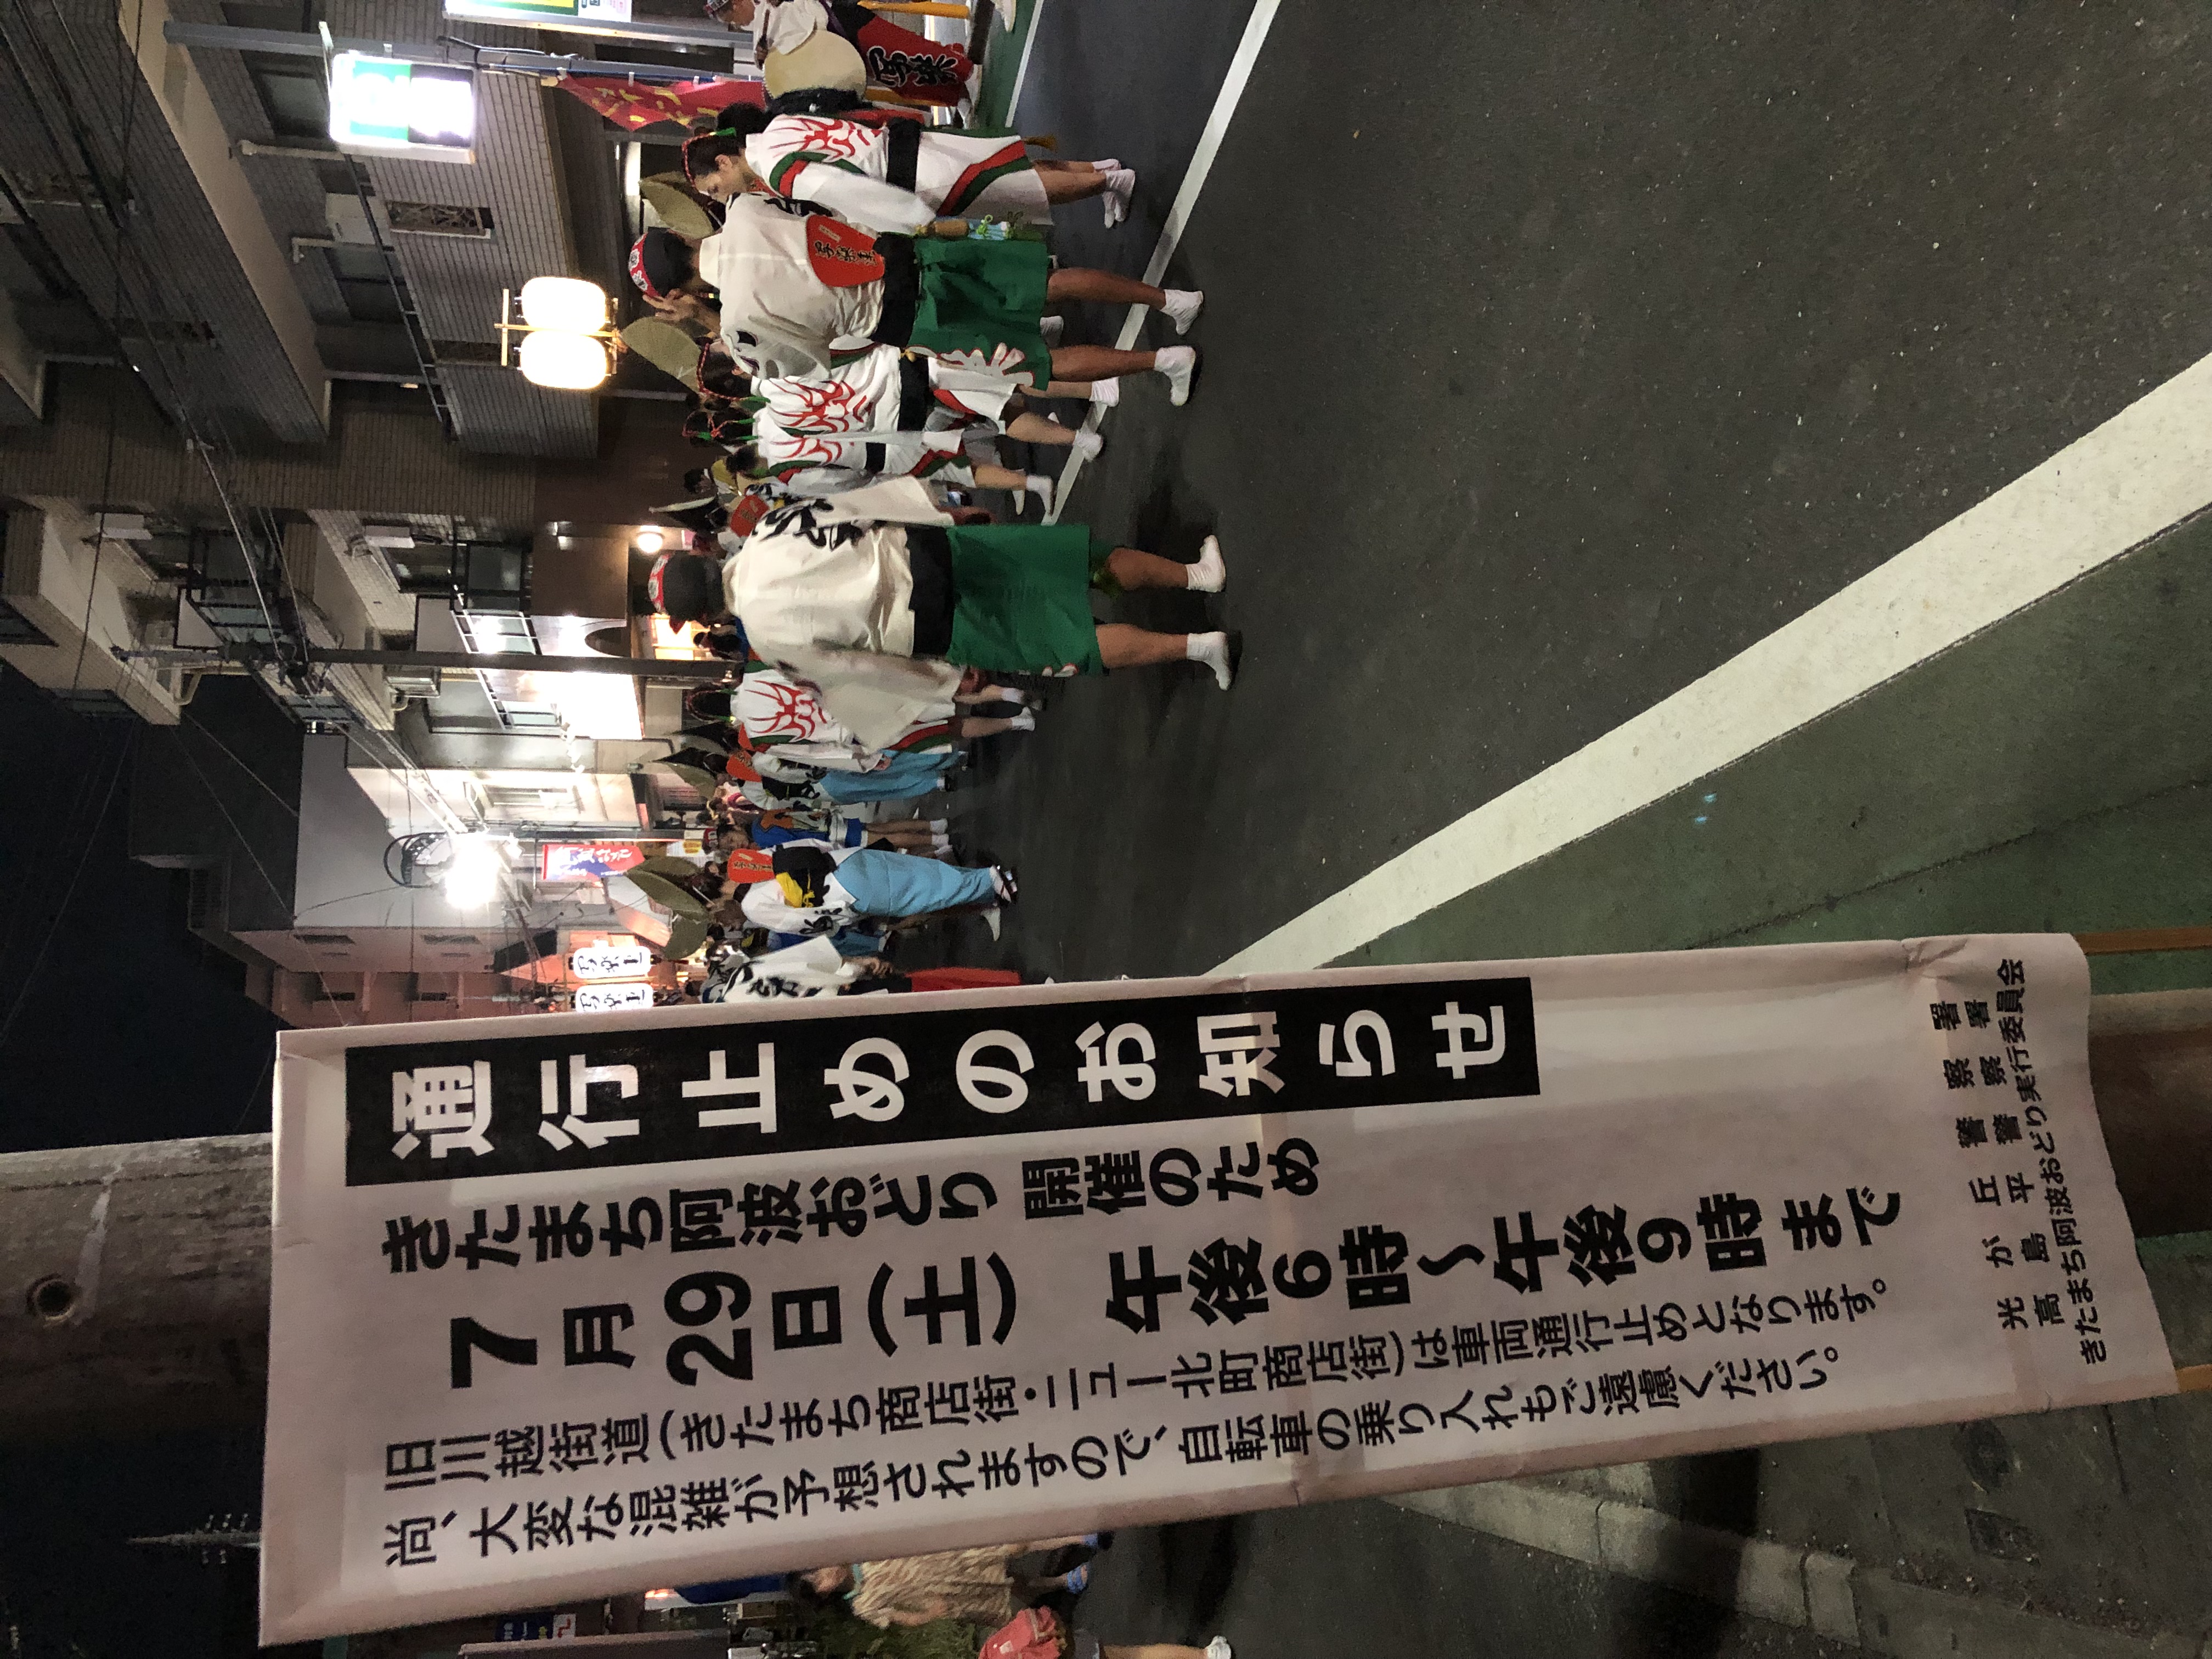 通行止めのお知らせ
きたまち阿波おどり 開催のため
7月29日(土) 午後6時〜午後9時まで
旧川越街道(きたまち商店街・ニュー北町商店街)は車両通行止めとなります。
尚、大変な混雑が予想されますので、自転車の乗り入れもご遠慮ください。
光が丘警察署
高島平警察署
きたまち阿波おどり実行委員会
写楽連
写楽